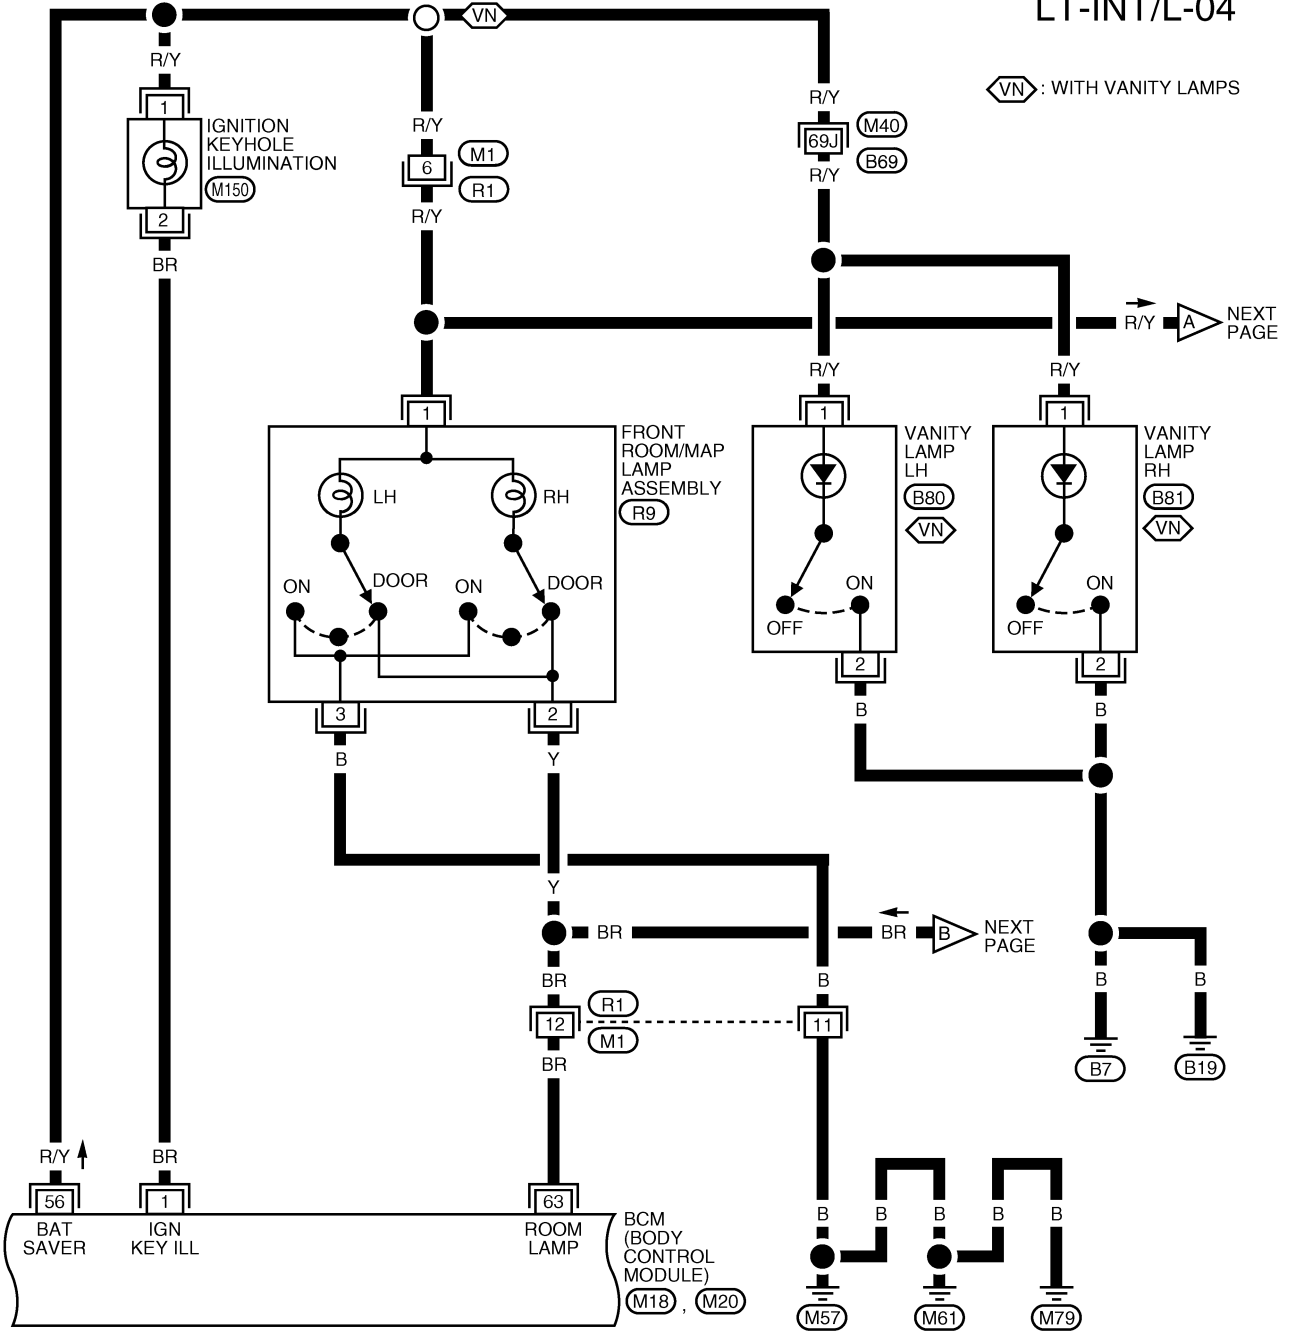 LT-INT/L-04
VN
VN : WITH VANITY LAMPS
R/Y
R/Y
R/Y
1
IGNITION
KEYHOLE
ILLUMINATION
M150
2
BR
6
M1
R1
R/Y
69J
M40
B69
R/Y
R/Y
A
NEXT
PAGE
R/Y
R/Y
1
1
1
FRONT
ROOM/MAP
LAMP
ASSEMBLY
R9
LH
RH
ON
DOOR
ON
DOOR
VANITY
LAMP
LH
B80
VN
OFF
ON
VANITY
LAMP
RH
B81
VN
OFF
ON
3
2
2
2
B
Y
B
B
Y
BR
BR
B
NEXT
PAGE
BR
B
B
B
12
R1
M1
11
BR
B7
B19
R/Y
BR
56
1
63
BAT
SAVER
IGN
KEY ILL
ROOM
LAMP
BCM
(BODY
CONTROL
MODULE)
M18 , M20
B
B
B
B
B
M57
M61
M79